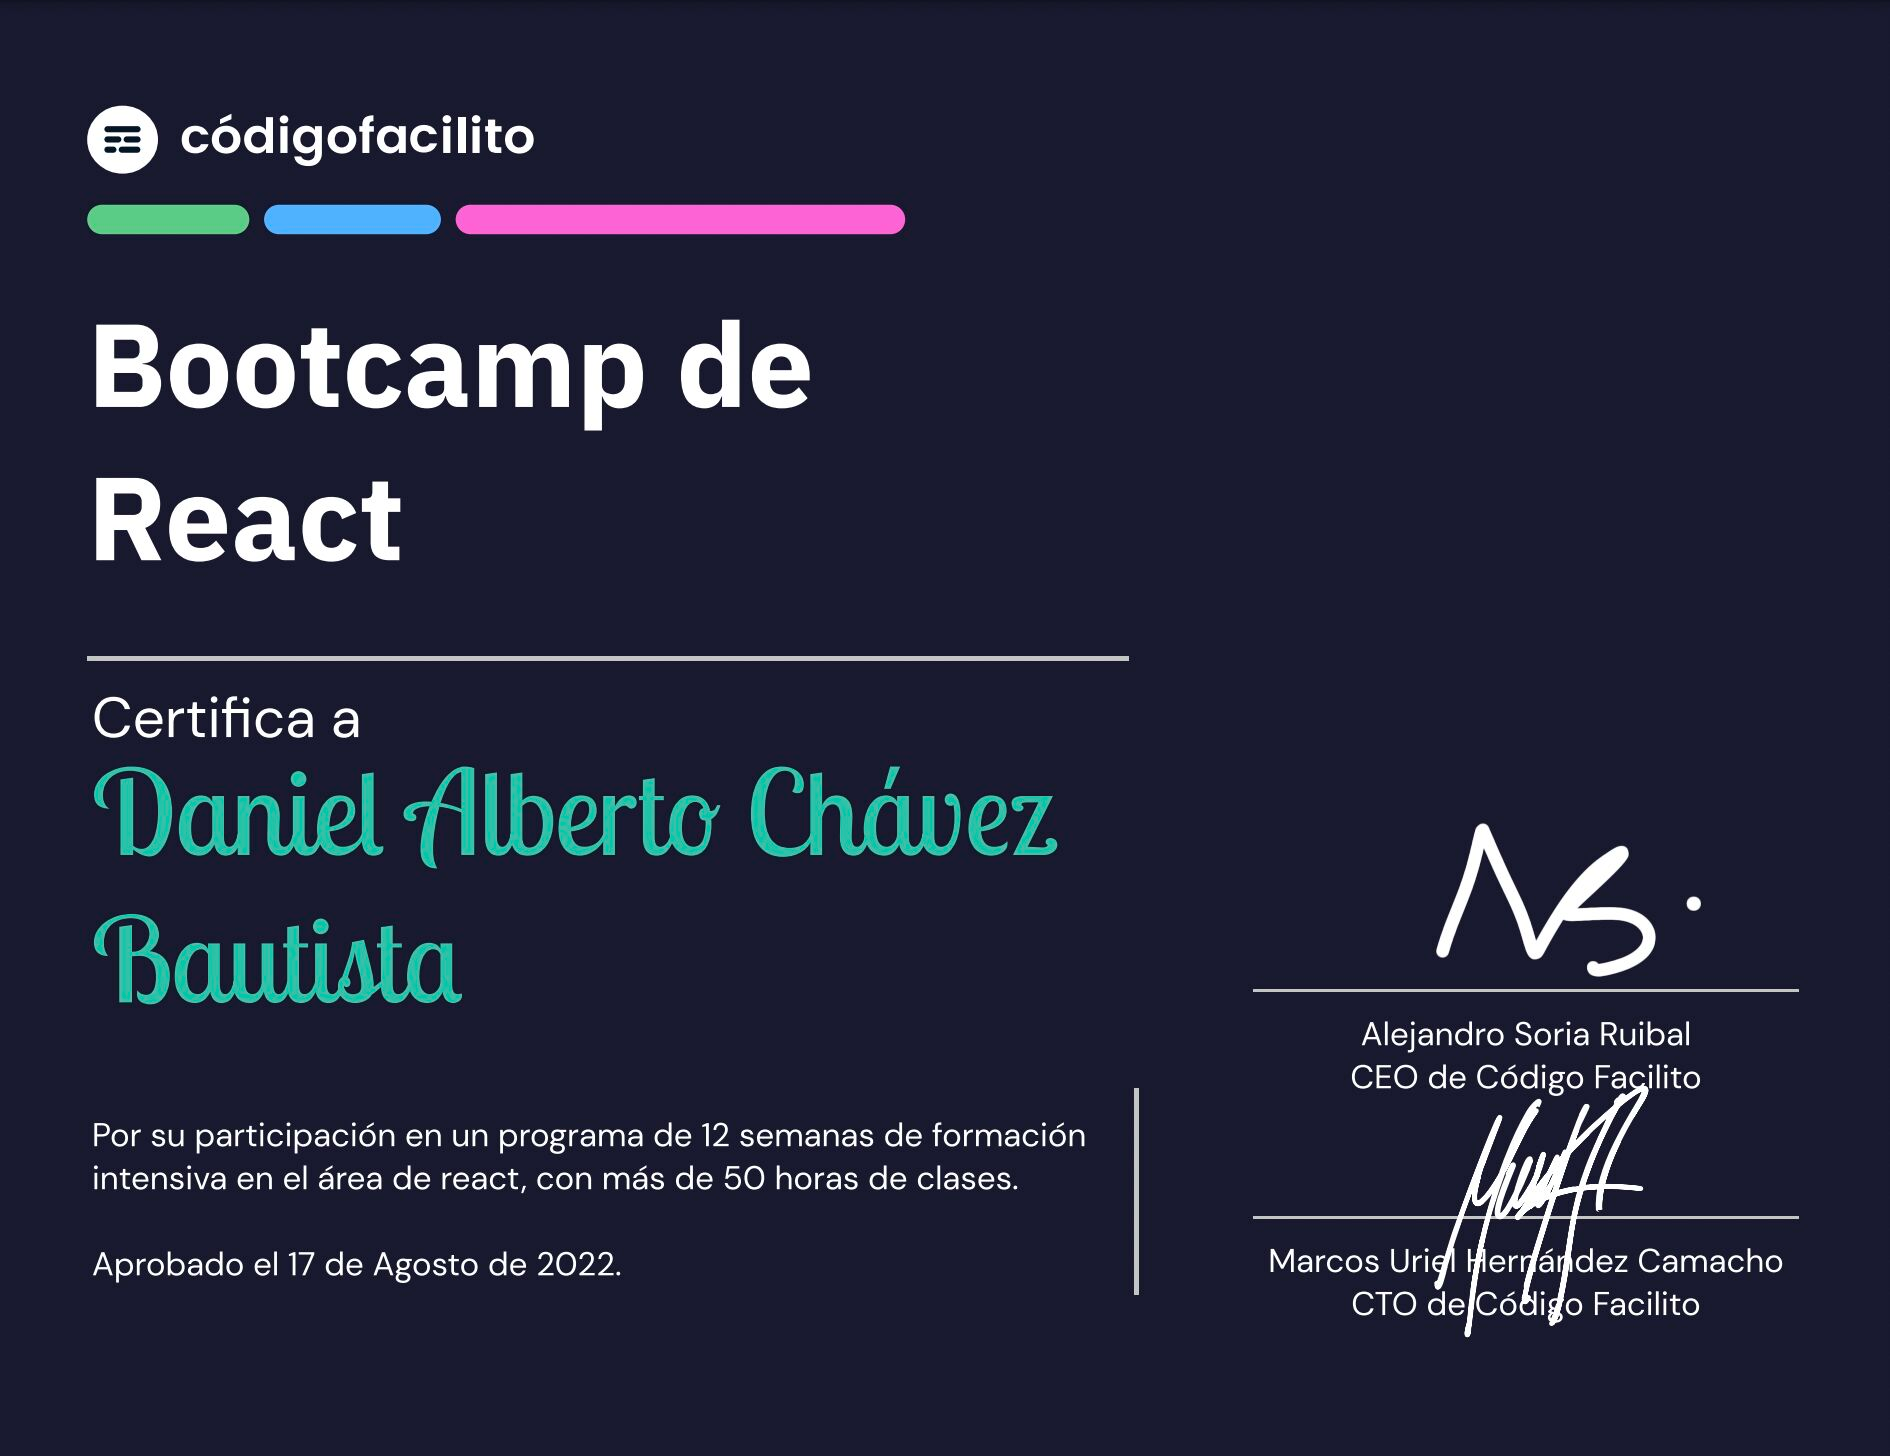 códigofacilito
Bootcamp de
React
Certifica a
Daniel Alberto Chávez
Bautista
Por su participación en un programa de 12 semanas de formación
intensiva en el área de react, con más de 50 horas de clases.
Aprobado el 17 de Agosto de 2022.
Alejandro Soria Ruibal
CEO de Código Facilito
Marcos Uriel Hernández Camacho
CTO de Código Facilito